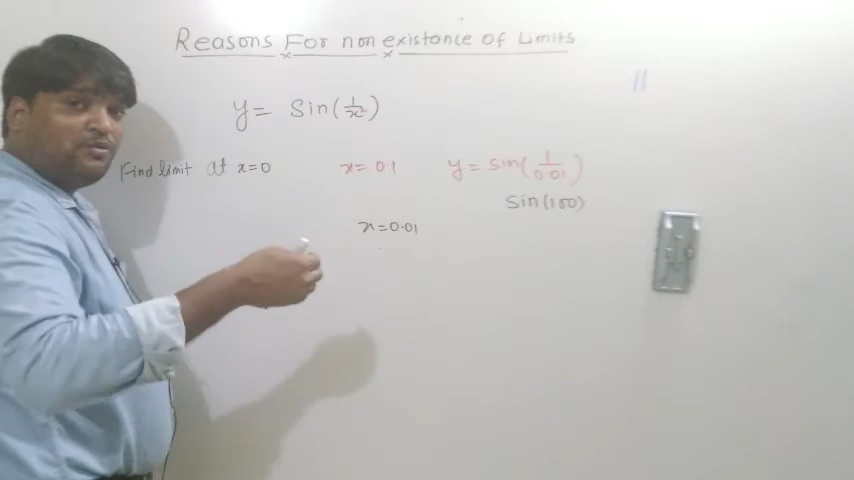 Reasons For non existance of Limits
y = Sin(1/x²)
Find limit at x=0 x = 0.1 y = sin(1/0.01)
Sin(100)
x=0.01